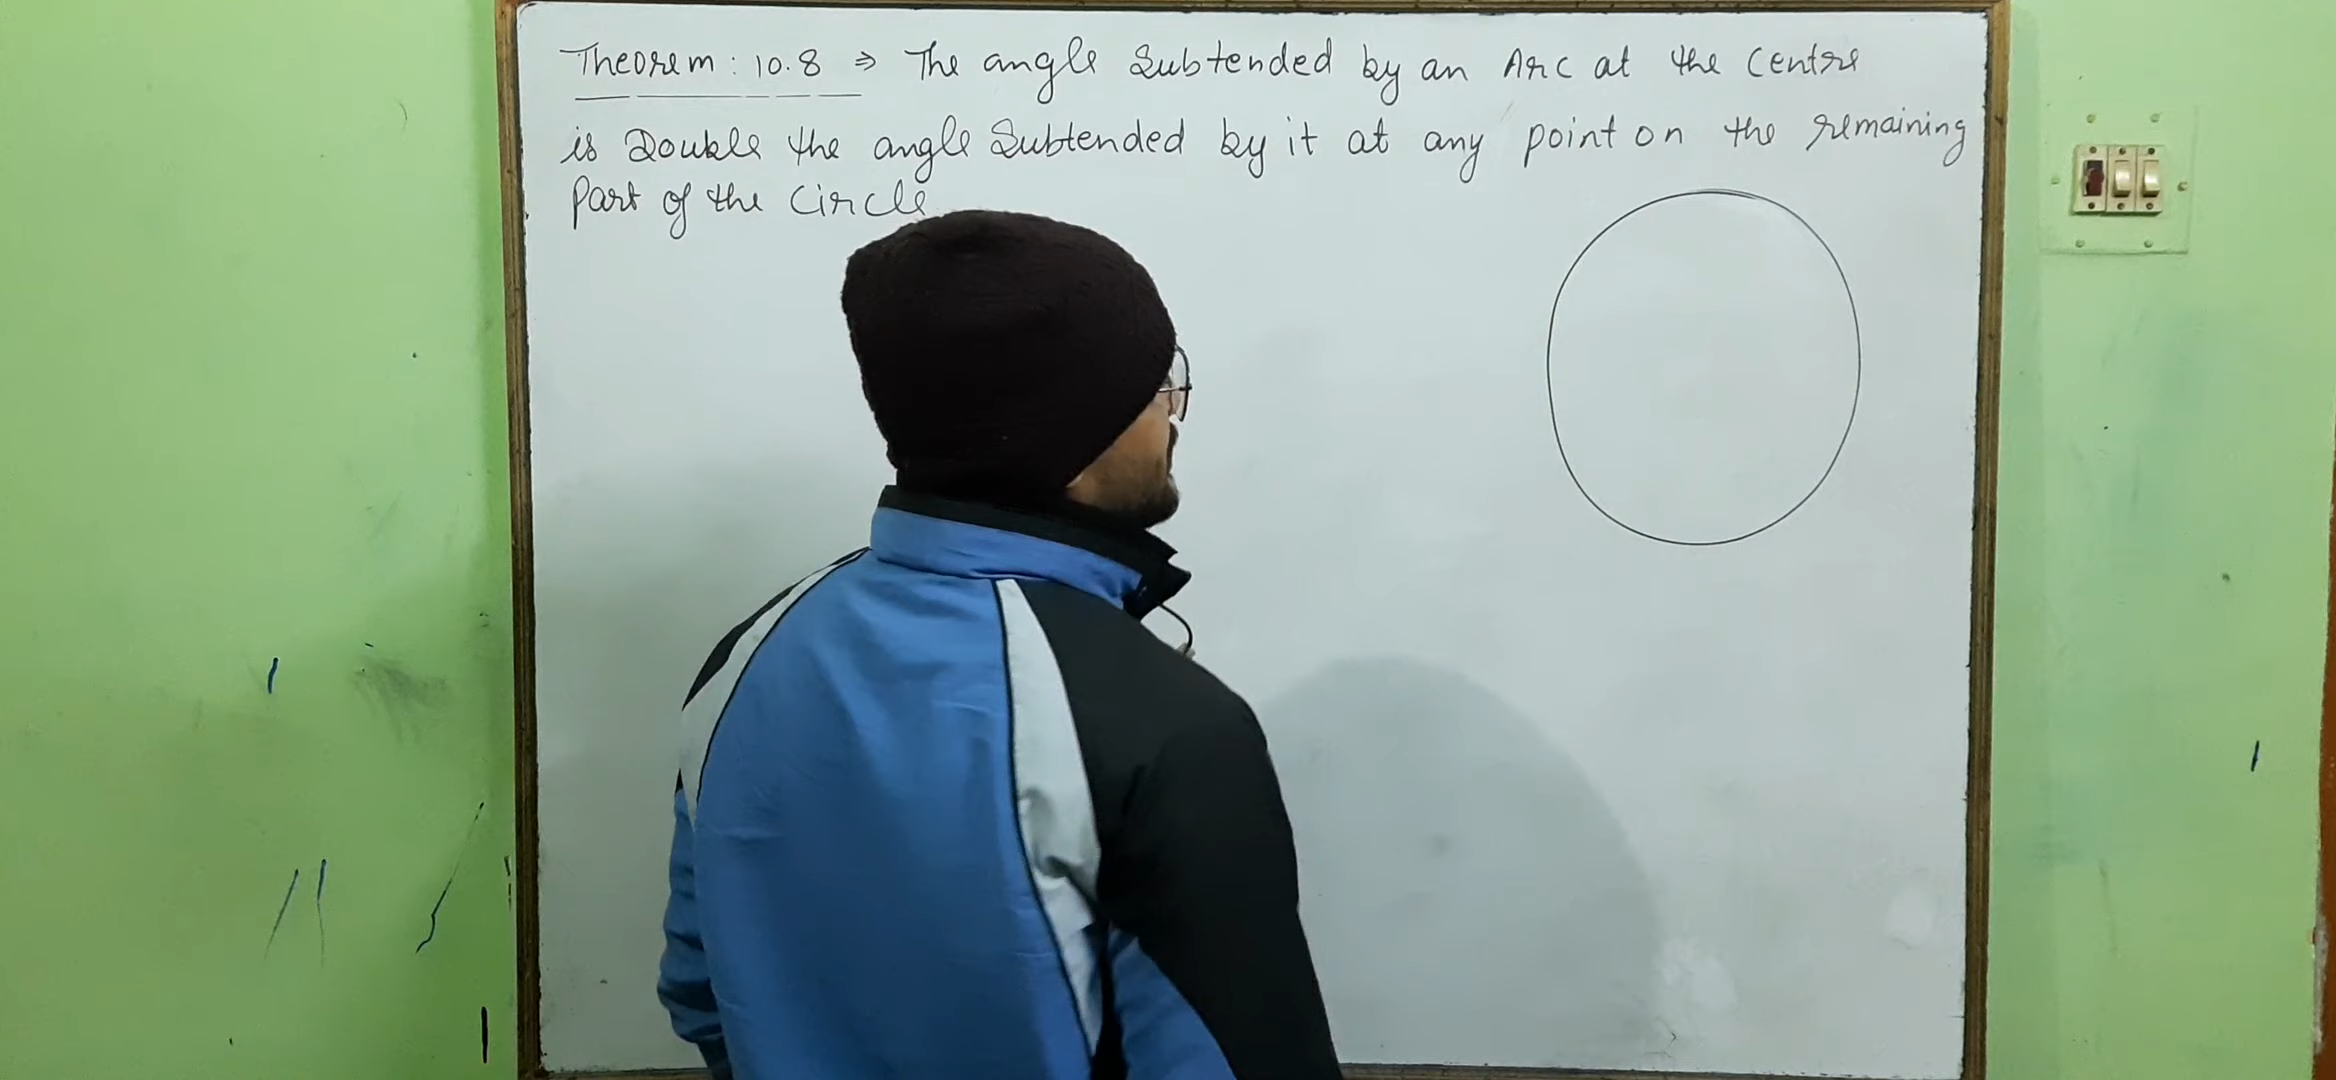 Theorem : 10.8 ⇒ The angle Subtended by an Arc at the Centre
is Double the angle Subtended by it at any point on the remaining
Part of the Circle